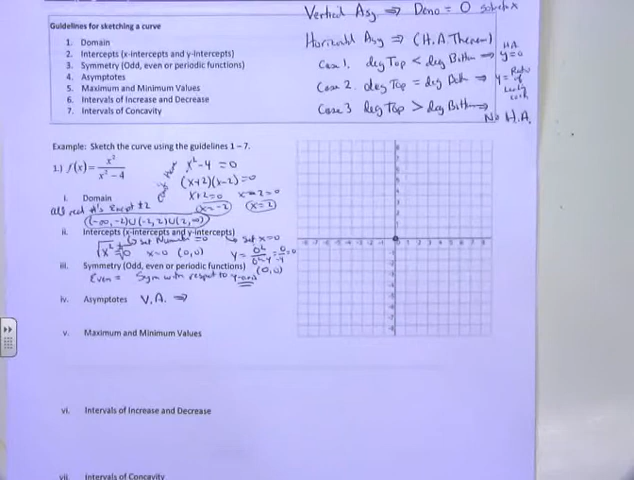 Vertical Asy ⇒ Deno = 0 solve x
Guidelines for sketching a curve
1. Domain
2. Intercepts (x-intercepts and y-intercepts)
3. Symmetry (Odd, even or periodic functions)
4. Asymptotes
5. Maximum and Minimum Values
6. Intervals of Increase and Decrease
7. Intervals of Concavity
Horizontal Asy ⇒ (H.A Theorem)
Case 1. deg Top < deg Bottom ⇒ H.A. y=0
Case 2. deg Top = deg Bottom ⇒ y = Ratio of
Case 3 deg Top > deg Bottom ⇒ No H.A.
Example: Sketch the curve using the guidelines 1 – 7.
1.) f(x) = x²/(x² − 4)
x² − 4 = 0
(x+2)(x−2) = 0
x+2=0 x−2=0
x=−2 x=2
i. Domain
all real #'s Except ±2
(−∞, −2)∪(−2, 2)∪(2, ∞)
ii. Intercepts (x-intercepts and y-intercepts)
set Numer = 0 set x=0
√x² = ±√0 x=0 (0,0) y = 0²/(0²−4) = 0/−4 = 0
(0,0)
iii. Symmetry (Odd, even or periodic functions)
Even = Sym with respect to y-axis
iv. Asymptotes V.A. ⇒
v. Maximum and Minimum Values
vi. Intervals of Increase and Decrease
vii Intervals of Concavity